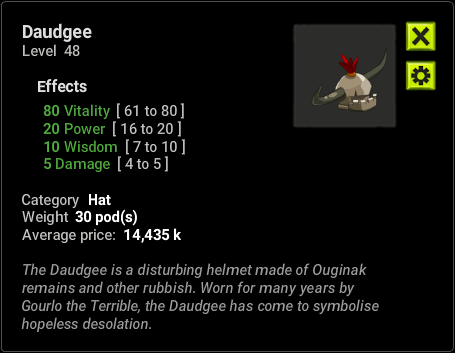 Daudgee
Level 48
Effects
80 Vitality [ 61 to 80 ]
20 Power [ 16 to 20 ]
10 Wisdom [ 7 to 10 ]
5 Damage [ 4 to 5 ]
Category Hat
Weight 30 pod(s)
Average price: 14,435 k
The Daudgee is a disturbing helmet made of Ouginak
remains and other rubbish. Worn for many years by
Gourlo the Terrible, the Daudgee has come to symbolise
hopeless desolation.